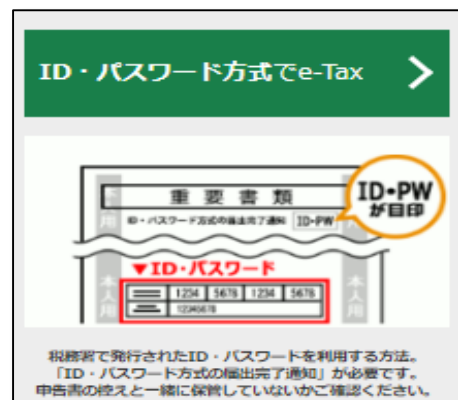 ID・パスワード方式でe-Tax
重要書類
ID・パスワード方式の届出完了通知 ID・PW
ID・PW
が目印
▼ID・パスワード
1234 5678 1234 5678
12345678
本人用
本人用
税務署で発行されたID・パスワードを利用する方法。
「ID・パスワード方式の届出完了通知」が必要です。
申告書の控えと一緒に保管していないかご確認ください。